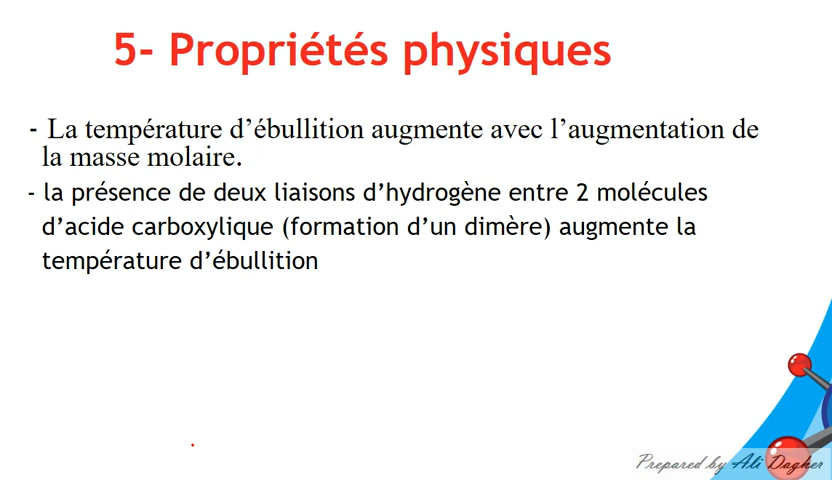 5- Propriétés physiques
- La température d’ébullition augmente avec l’augmentation de
la masse molaire.
- la présence de deux liaisons d’hydrogène entre 2 molécules
d’acide carboxylique (formation d’un dimère) augmente la
température d’ébullition
Prepared by Ali Dagher